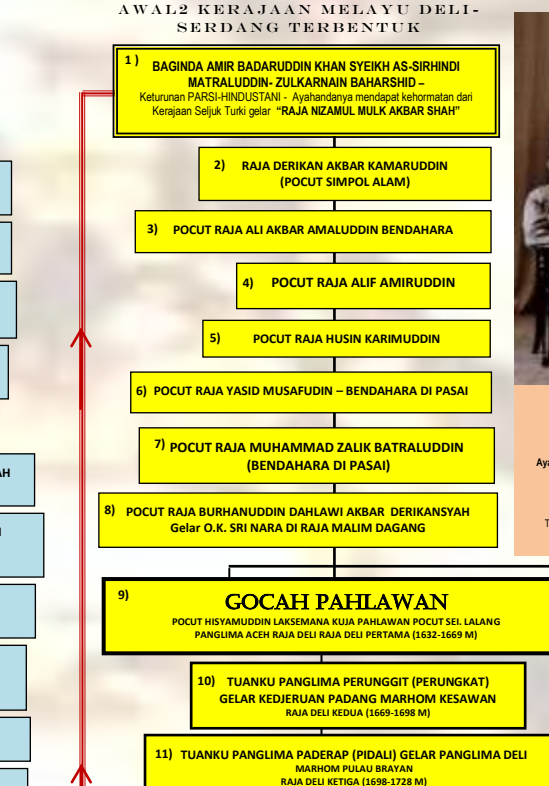 AWAL2 KERAJAAN MELAYU DELI-
SERDANG TERBENTUK
1 )
BAGINDA AMIR BADARUDDIN KHAN SYEIKH AS-SIRHINDI
MATRALUDDIN- ZULKARNAIN BAHARSHID –
Keturunan PARSI-HINDUSTANI - Ayahandanya mendapat kehormatan dari
Kerajaan Seljuk Turki gelar “RAJA NIZAMUL MULK AKBAR SHAH”
2) RAJA DERIKAN AKBAR KAMARUDDIN
(POCUT SIMPOL ALAM)
3) POCUT RAJA ALI AKBAR AMALUDDIN BENDAHARA
4) POCUT RAJA ALIF AMIRUDDIN
5) POCUT RAJA HUSIN KARIMUDDIN
6) POCUT RAJA YASID MUSAFUDIN – BENDAHARA DI PASAI
7) POCUT RAJA MUHAMMAD ZALIK BATRALUDDIN
(BENDAHARA DI PASAI)
8) POCUT RAJA BURHANUDDIN DAHLAWI AKBAR DERIKANSYAH
Gelar O.K. SRI NARA DI RAJA MALIM DAGANG
9) GOCAH PAHLAWAN
POCUT HISYAMUDDIN LAKSEMANA KUJA PAHLAWAN POCUT SEI. LALANG
PANGLIMA ACEH RAJA DELI RAJA DELI PERTAMA (1632-1669 M)
10) TUANKU PANGLIMA PERUNGGIT (PERUNGKAT)
GELAR KEDJERUAN PADANG MARHOM KESAWAN
RAJA DELI KEDUA (1669-1698 M)
11) TUANKU PANGLIMA PADERAP (PIDALI) GELAR PANGLIMA DELI
MARHOM PULAU BRAYAN
RAJA DELI KETIGA (1698-1728 M)
AH
Aya
T